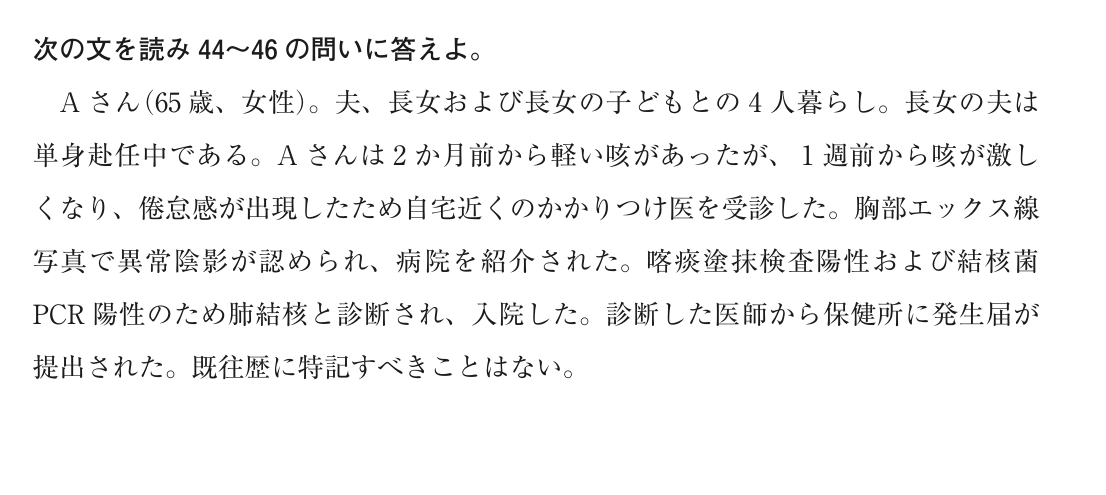 次の文を読み 44～46 の問いに答えよ。
　A さん(65 歳、女性)。夫、長女および長女の子どもとの 4 人暮らし。長女の夫は
単身赴任中である。A さんは 2 か月前から軽い咳があったが、1 週前から咳が激し
くなり、倦怠感が出現したため自宅近くのかかりつけ医を受診した。胸部エックス線
写真で異常陰影が認められ、病院を紹介された。喀痰塗抹検査陽性および結核菌
PCR 陽性のため肺結核と診断され、入院した。診断した医師から保健所に発生届が
提出された。既往歴に特記すべきことはない。